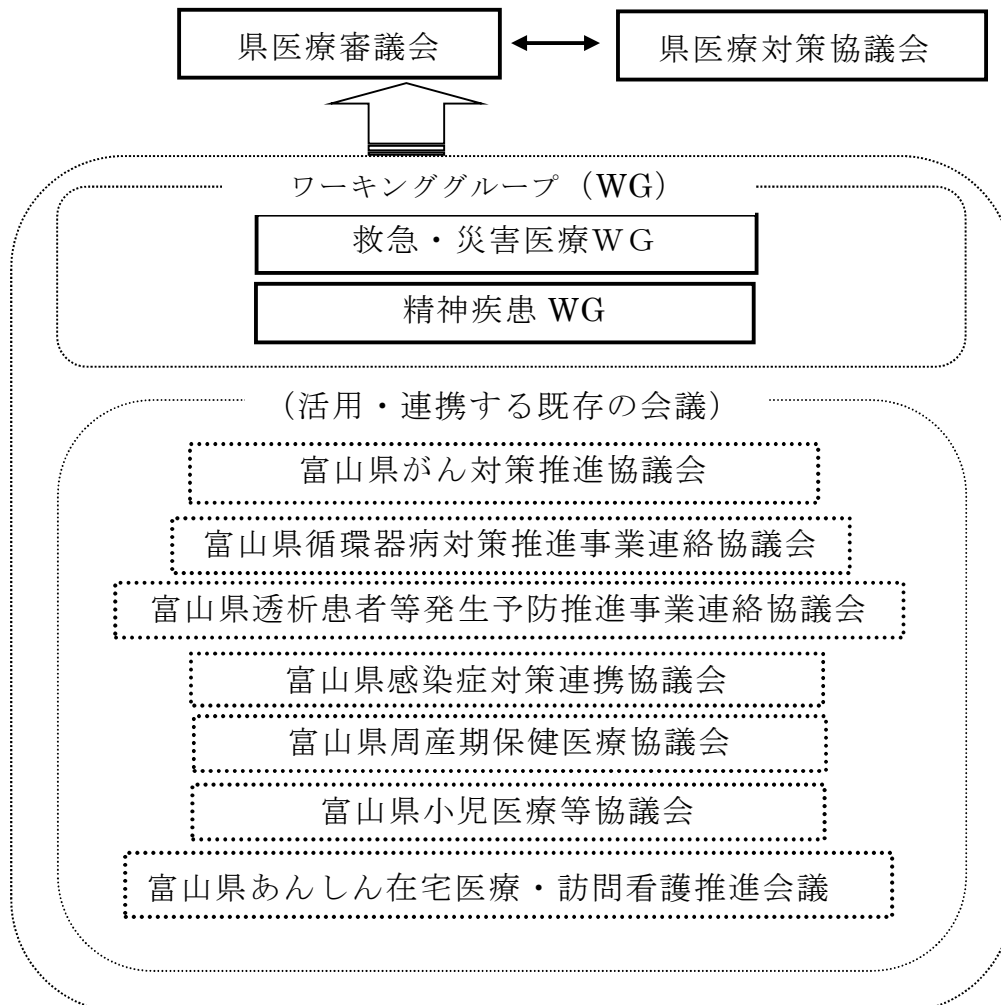 県医療審議会
県医療対策協議会
ワーキンググループ（WG）
救急・災害医療ＷＧ
精神疾患 WG
（活用・連携する既存の会議）
富山県がん対策推進協議会
富山県循環器病対策推進事業連絡協議会
富山県透析患者等発生予防推進事業連絡協議会
富山県感染症対策連携協議会
富山県周産期保健医療協議会
富山県小児医療等協議会
富山県あんしん在宅医療・訪問看護推進会議